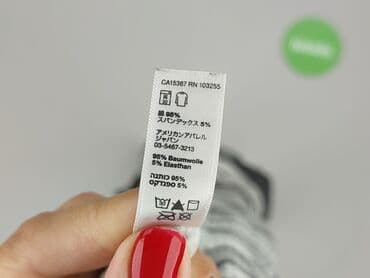 CA15387 RN 103255
綿 95%
スパンデックス 5%
アメリカンアパレル
ジャパン
03-5467-3213
95% Baumwolle
5% Elasthan
95% כותנה
5% ספנדקס